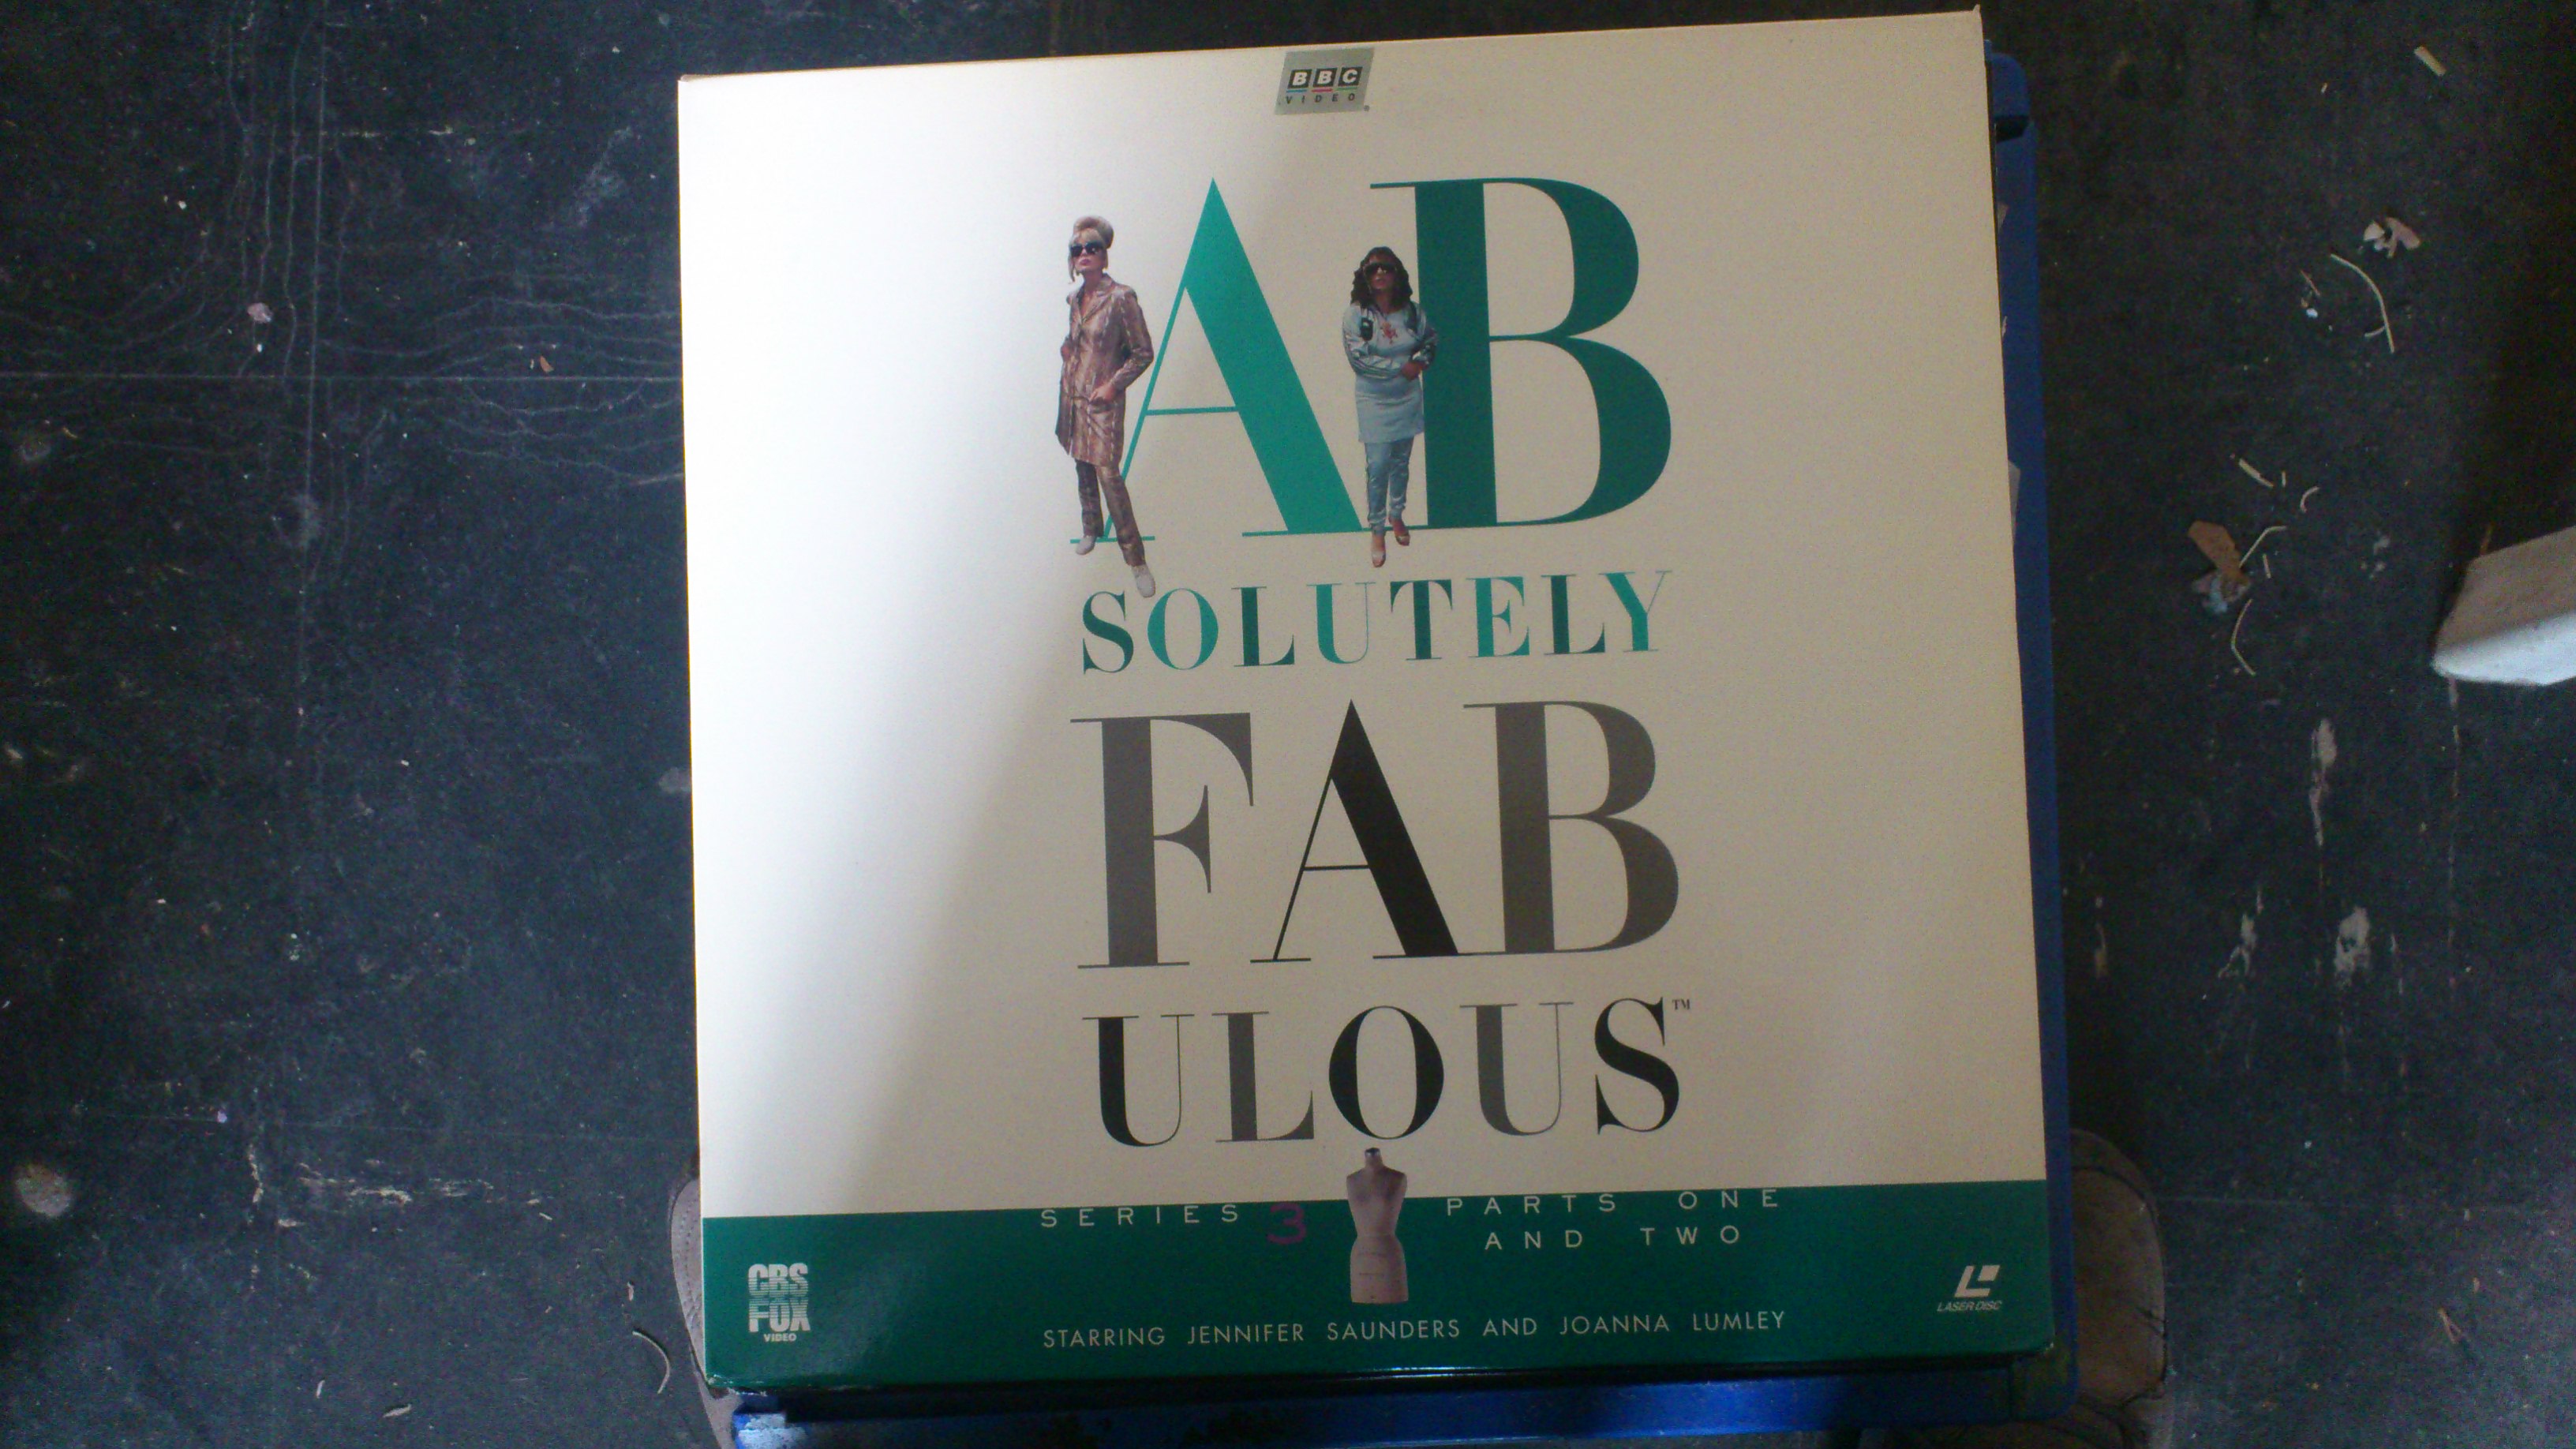 BBC
VIDEO
AB
SOLUTELY
FAB
ULOUS™
SERIES 3 PARTS ONE
AND TWO
CBS
FOX
VIDEO
STARRING JENNIFER SAUNDERS AND JOANNA LUMLEY
LASER DISC